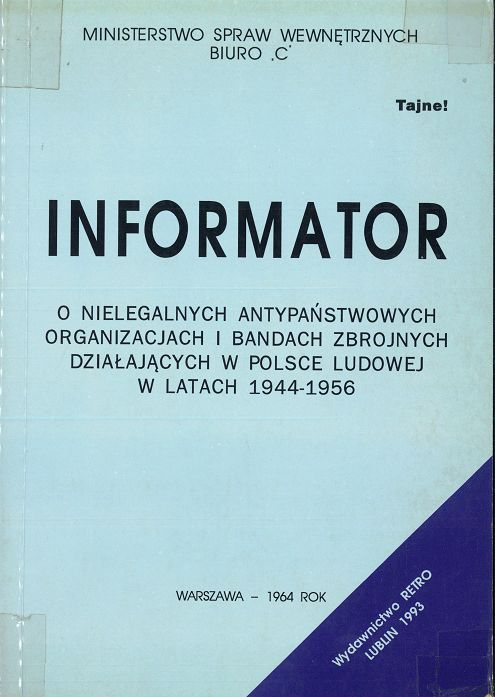 MINISTERSTWO SPRAW WEWNĘTRZNYCH
BIURO „C”
Tajne!
INFORMATOR
O NIELEGALNYCH ANTYPAŃSTWOWYCH
ORGANIZACJACH I BANDACH ZBROJNYCH
DZIAŁAJĄCYCH W POLSCE LUDOWEJ
W LATACH 1944-1956
WARSZAWA – 1964 ROK
Wydawnictwo RETRO
LUBLIN 1993